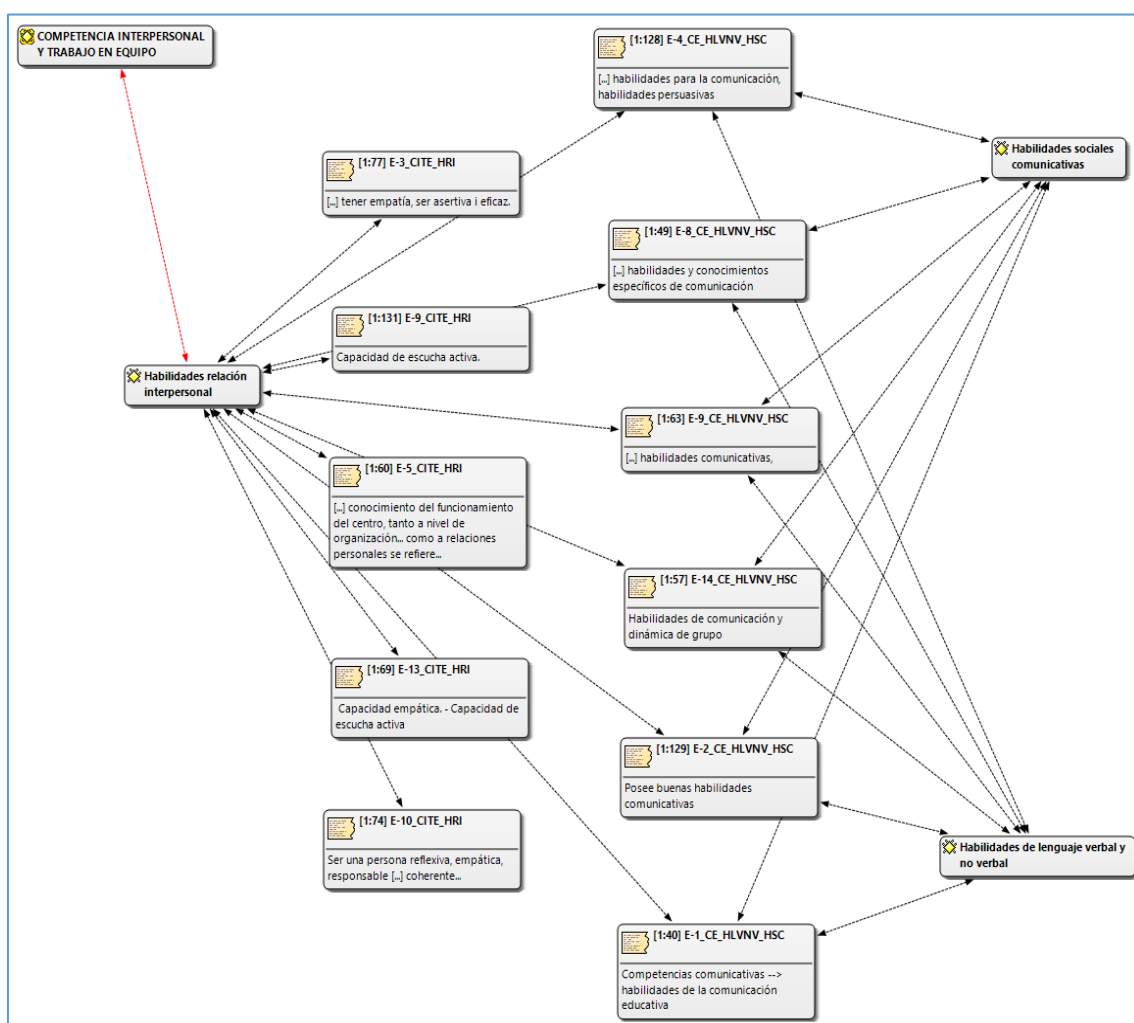 COMPETENCIA INTERPERSONAL
Y TRABAJO EN EQUIPO
[1:128] E-4_CE_HLVNV_HSC
[...] habilidades para la comunicación,
habilidades persuasivas
Habilidades sociales
comunicativas
[1:77] E-3_CITE_HRI
[...] tener empatía, ser asertiva i eficaz.
[1:49] E-8_CE_HLVNV_HSC
[...] habilidades y conocimientos
específicos de comunicación
[1:131] E-9_CITE_HRI
Capacidad de escucha activa.
Habilidades relación
interpersonal
[1:63] E-9_CE_HLVNV_HSC
[...] habilidades comunicativas,
[1:60] E-5_CITE_HRI
[...] conocimiento del funcionamiento
del centro, tanto a nivel de
organización... como a relaciones
personales se refiere...
[1:57] E-14_CE_HLVNV_HSC
Habilidades de comunicación y
dinámica de grupo
[1:69] E-13_CITE_HRI
Capacidad empática. - Capacidad de
escucha activa
[1:129] E-2_CE_HLVNV_HSC
Posee buenas habilidades
comunicativas
[1:74] E-10_CITE_HRI
Ser una persona reflexiva, empática,
responsable [...] coherente...
Habilidades de lenguaje verbal y
no verbal
[1:40] E-1_CE_HLVNV_HSC
Competencias comunicativas -->
habilidades de la comunicación
educativa